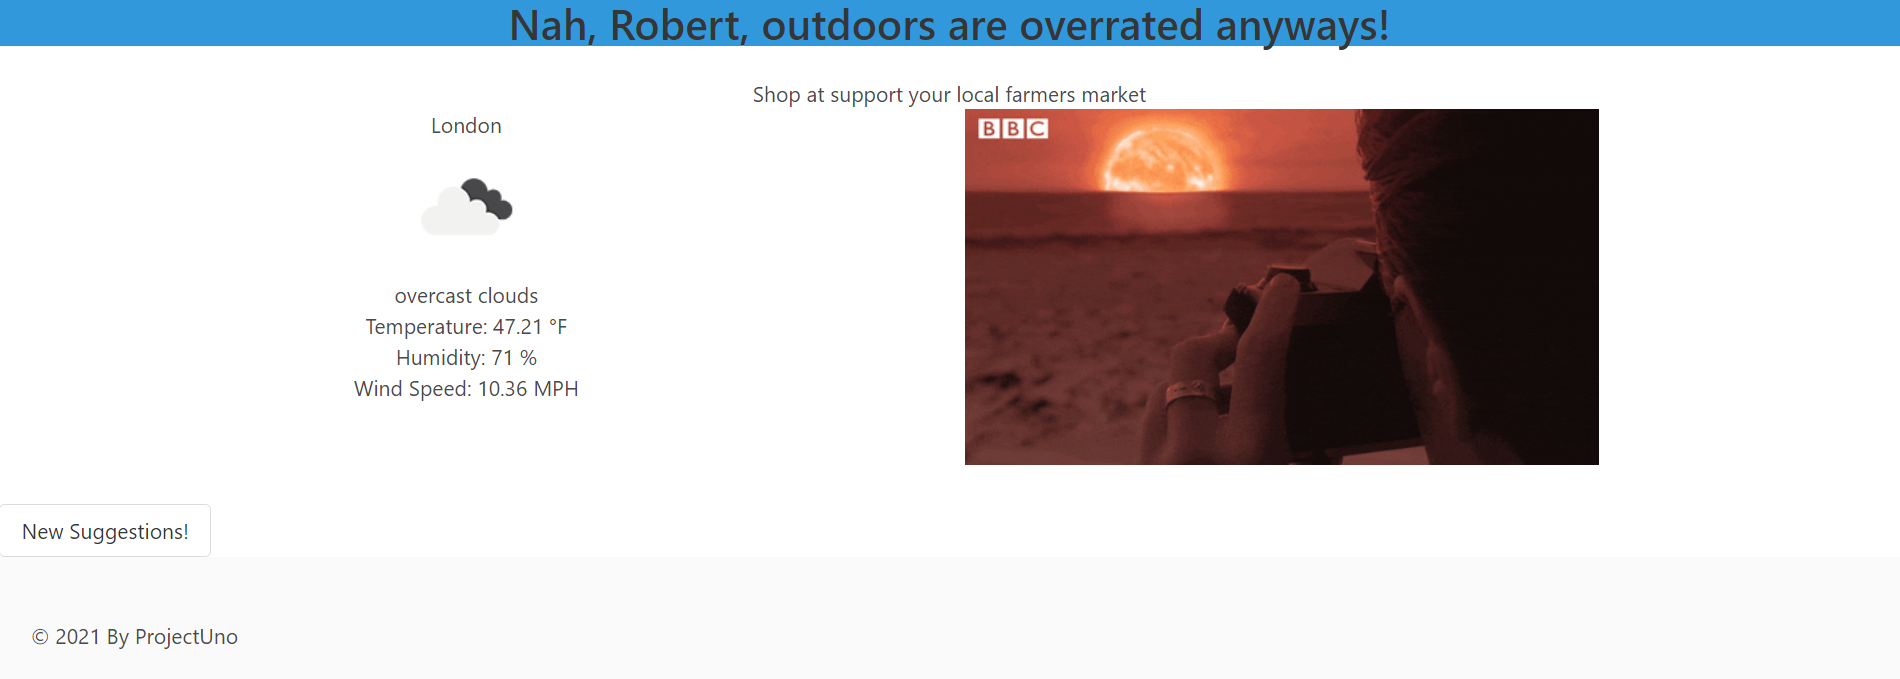 Nah, Robert, outdoors are overrated anyways!
Shop at support your local farmers market
London
BBC
overcast clouds
Temperature: 47.21 °F
Humidity: 71 %
Wind Speed: 10.36 MPH
New Suggestions!
© 2021 By ProjectUno